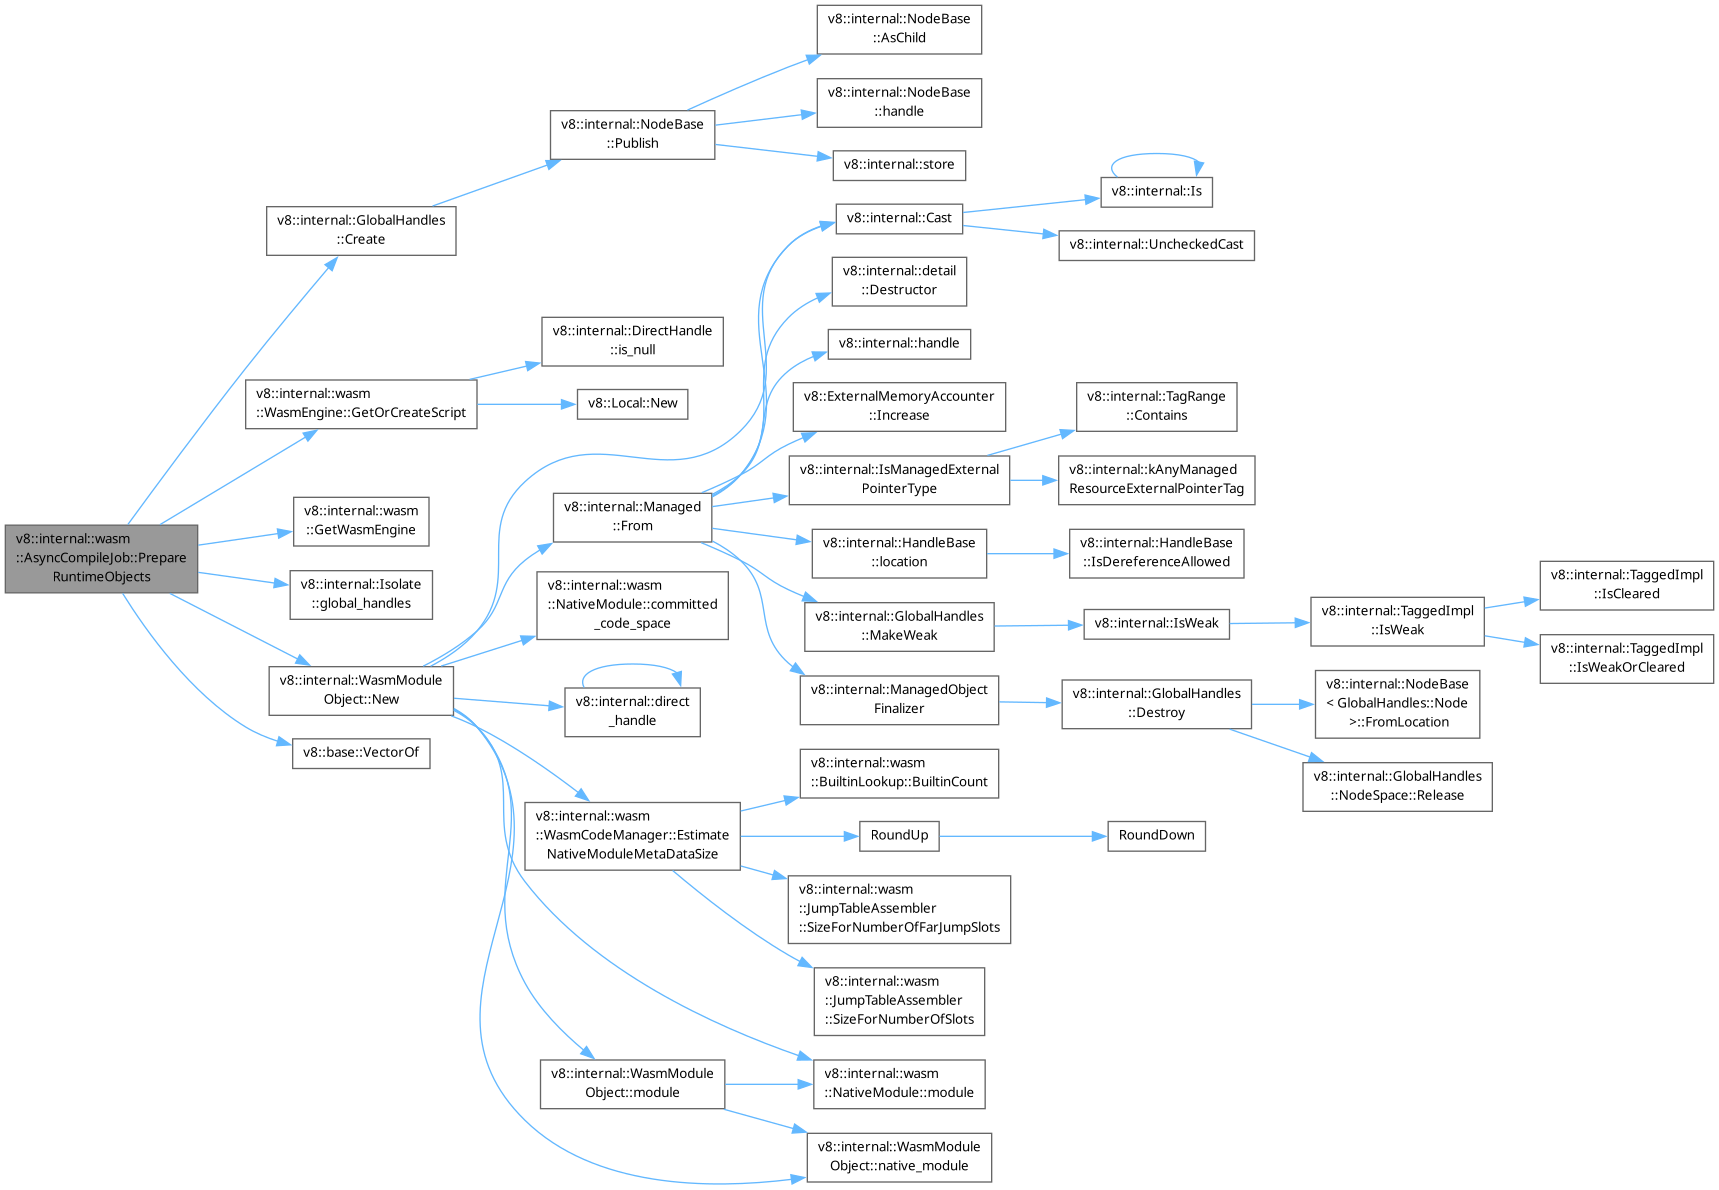 v8::internal::NodeBase
::AsChild
v8::internal::NodeBase
::handle
v8::internal::NodeBase
::Publish
v8::internal::store
v8::internal::Is
v8::internal::GlobalHandles
::Create
v8::internal::Cast
v8::internal::UncheckedCast
v8::internal::detail
::Destructor
v8::internal::DirectHandle
::is_null
v8::internal::handle
v8::internal::wasm
::WasmEngine::GetOrCreateScript
v8::Local::New
v8::ExternalMemoryAccounter
::Increase
v8::internal::TagRange
::Contains
v8::internal::IsManagedExternal
PointerType
v8::internal::kAnyManaged
ResourceExternalPointerTag
v8::internal::wasm
::GetWasmEngine
v8::internal::Managed
::From
v8::internal::wasm
::AsyncCompileJob::Prepare
RuntimeObjects
v8::internal::HandleBase
::location
v8::internal::HandleBase
::IsDereferenceAllowed
v8::internal::Isolate
::global_handles
v8::internal::wasm
::NativeModule::committed
_code_space
v8::internal::GlobalHandles
::MakeWeak
v8::internal::IsWeak
v8::internal::TaggedImpl
::IsWeak
v8::internal::TaggedImpl
::IsCleared
v8::internal::TaggedImpl
::IsWeakOrCleared
v8::internal::WasmModule
Object::New
v8::internal::direct
_handle
v8::internal::ManagedObject
Finalizer
v8::internal::GlobalHandles
::Destroy
v8::internal::NodeBase
< GlobalHandles::Node
>::FromLocation
v8::base::VectorOf
v8::internal::wasm
::BuiltinLookup::BuiltinCount
v8::internal::GlobalHandles
::NodeSpace::Release
v8::internal::wasm
::WasmCodeManager::Estimate
NativeModuleMetaDataSize
RoundUp
RoundDown
v8::internal::wasm
::JumpTableAssembler
::SizeForNumberOfFarJumpSlots
v8::internal::wasm
::JumpTableAssembler
::SizeForNumberOfSlots
v8::internal::WasmModule
Object::module
v8::internal::wasm
::NativeModule::module
v8::internal::WasmModule
Object::native_module